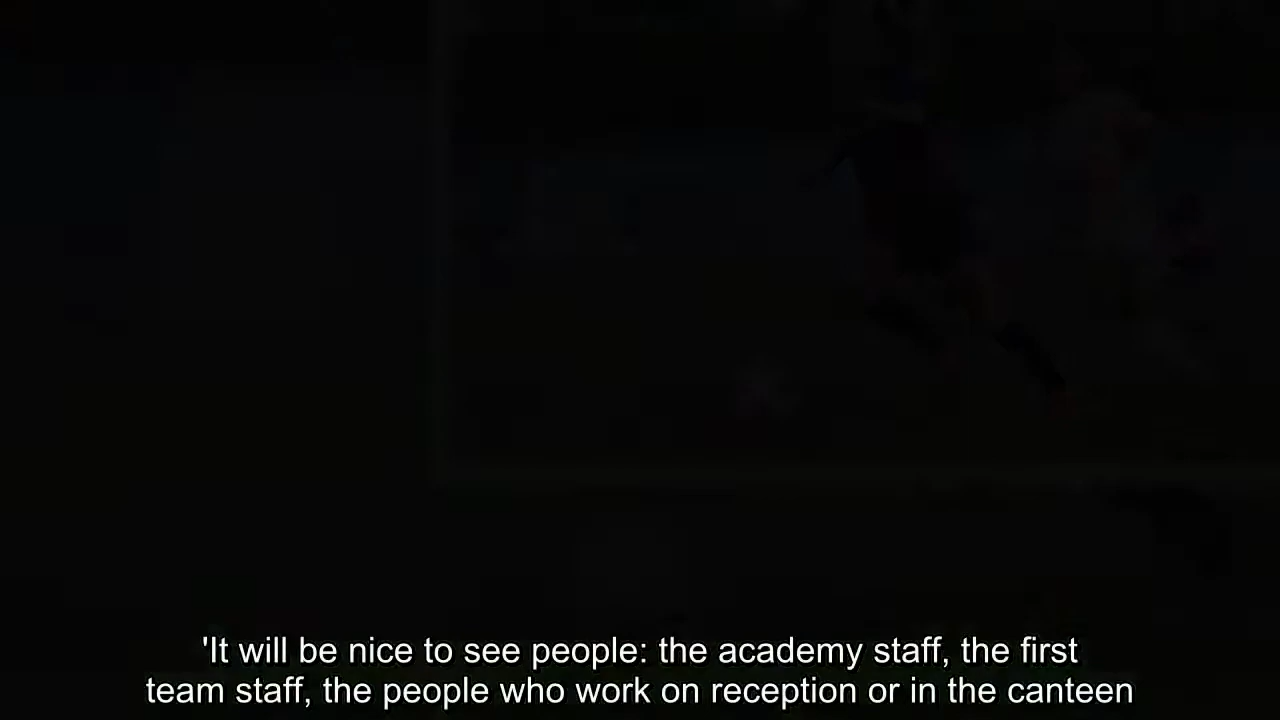 'It will be nice to see people: the academy staff, the first
team staff, the people who work on reception or in the canteen